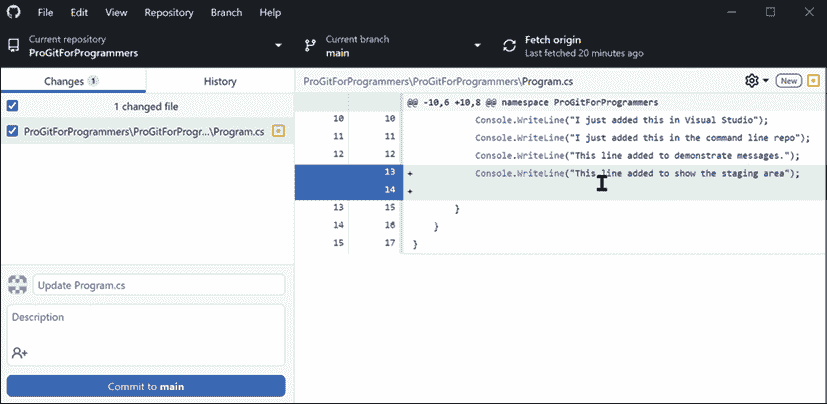 File Edit View Repository Branch Help
Current repository
ProGitForProgrammers
Current branch
main
Fetch origin
Last fetched 20 minutes ago
Changes 1
History
1 changed file
ProGitForProgrammers\ProGitForProgr...\Program.cs
Update Program.cs
Description
Commit to main
ProGitForProgrammers\ProGitForProgrammers\Program.cs
New
@@ -10,6 +10,8 @@ namespace ProGitForProgrammers
10 10 Console.WriteLine("I just added this in Visual Studio");
11 11 Console.WriteLine("I just added this in the command line repo");
12 12 Console.WriteLine("This line added to demonstrate messages.");
13 + Console.WriteLine("This line added to show the staging area");
14 +
13 15 }
14 16 }
15 17 }